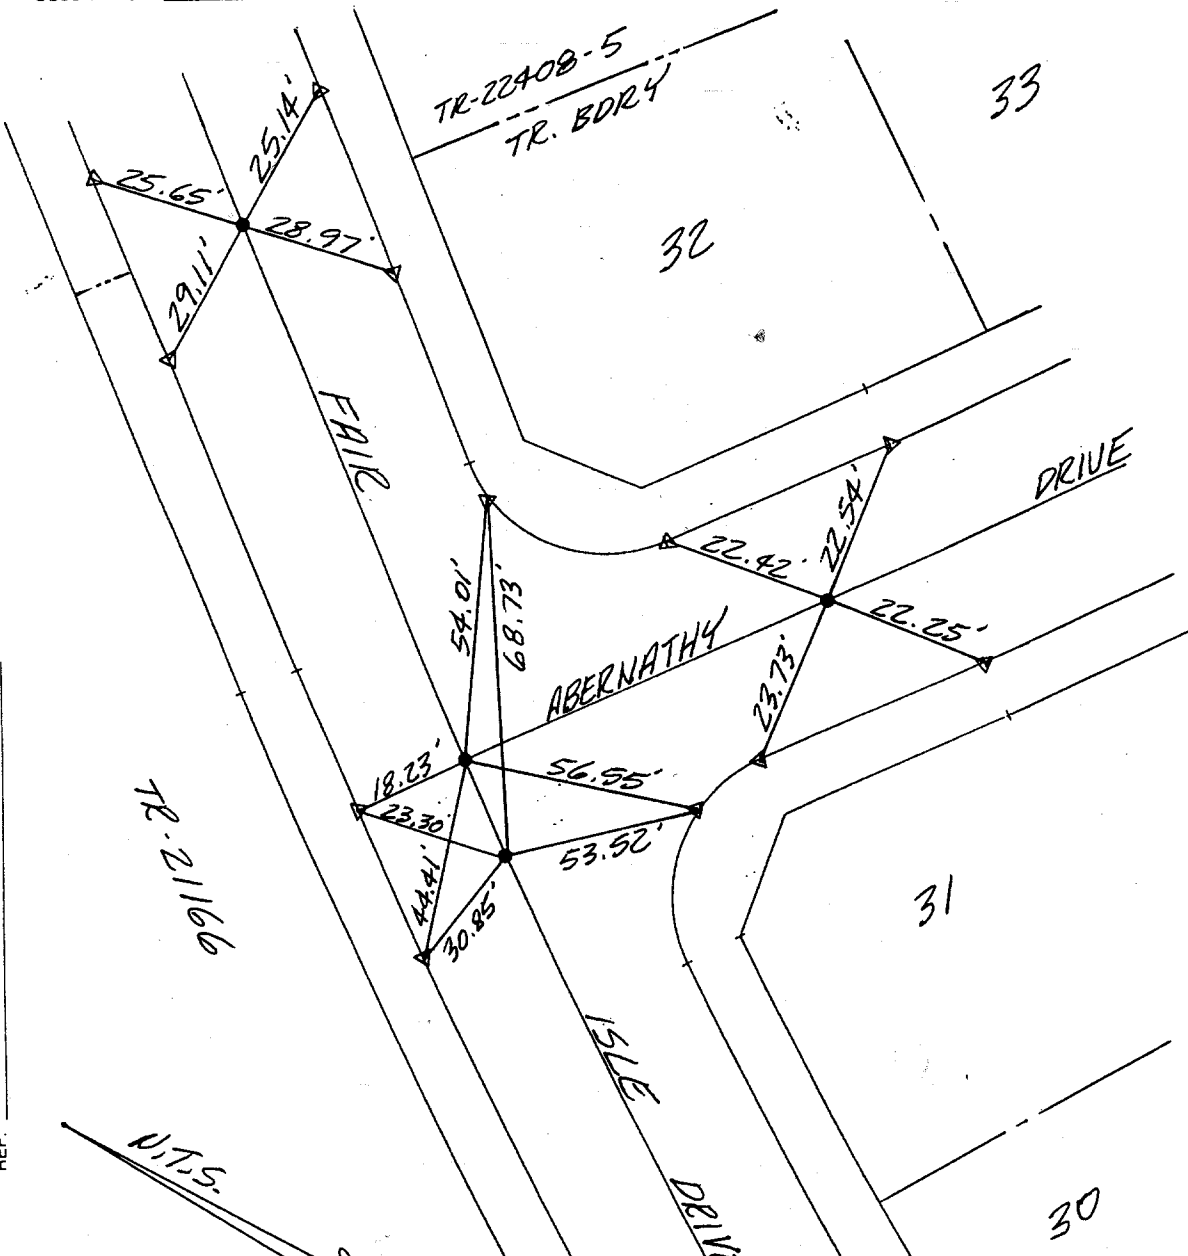 TR-22408-5
TR. BDRY
33
32
25.14'
25.65'
28.97'
29.11'
FAIR
DRIVE
22.54'
22.42'
22.25'
23.73'
54.01'
68.73'
ABERNATHY
18.23'
23.30'
56.55'
53.52'
44.41'
30.85'
TR-21166
31
ISLE
N.T.S.
REF.
DRIV
30